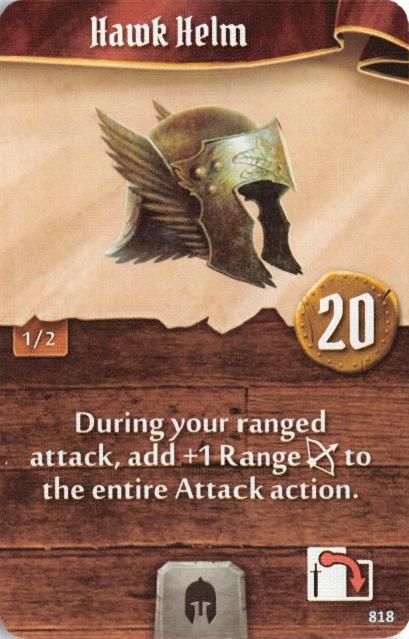 Hawk Helm
20
1/2
During your ranged
attack, add +1 Range to
the entire Attack action.
818